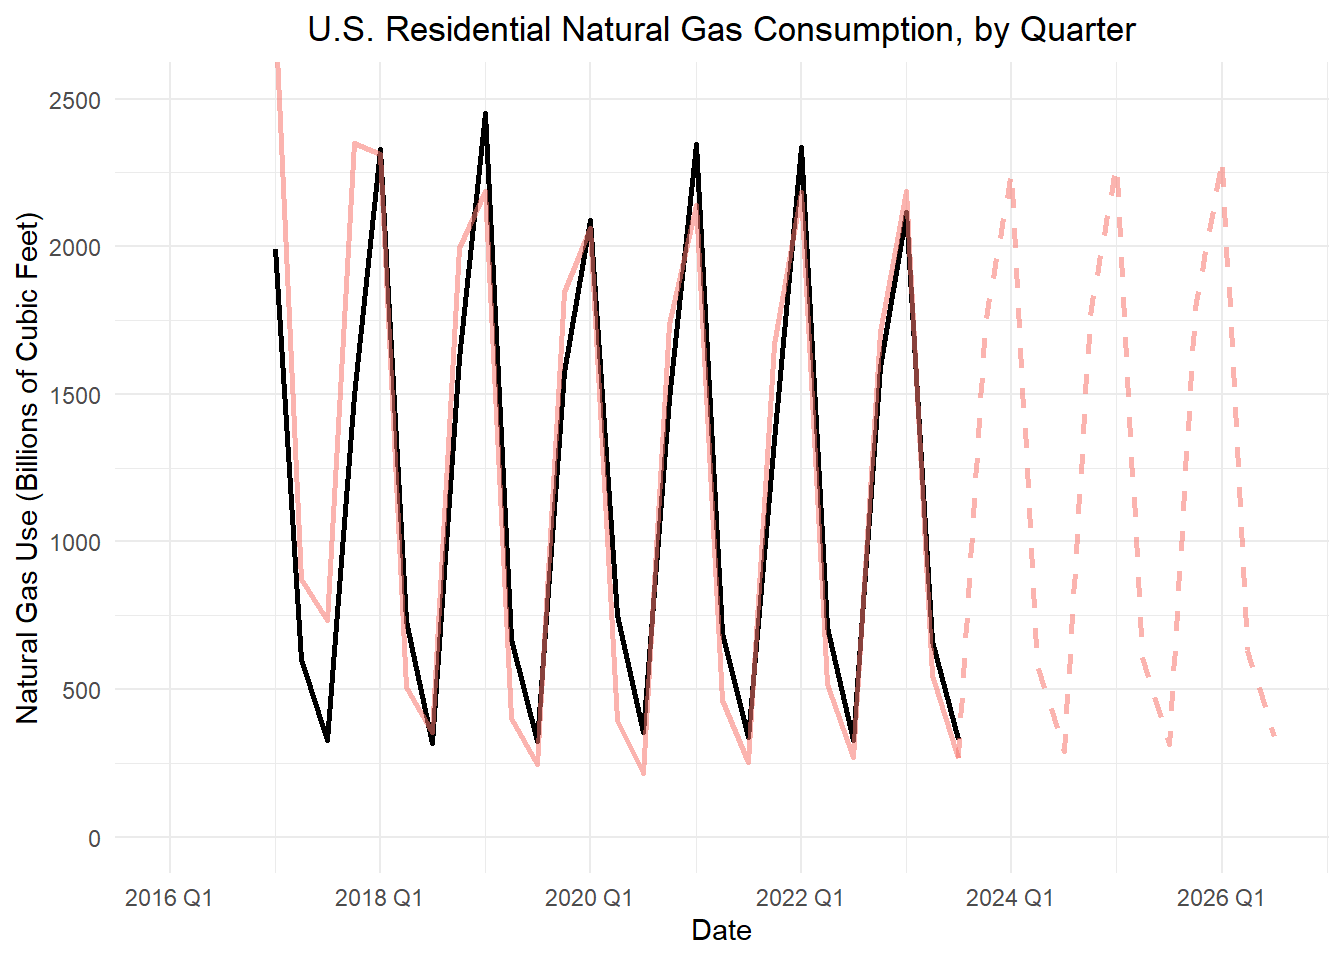 U.S. Residential Natural Gas Consumption, by Quarter
Natural Gas Use (Billions of Cubic Feet)
2500
2000
1500
1000
500
0
2016 Q1
2018 Q1
2020 Q1
2022 Q1
2024 Q1
2026 Q1
Date